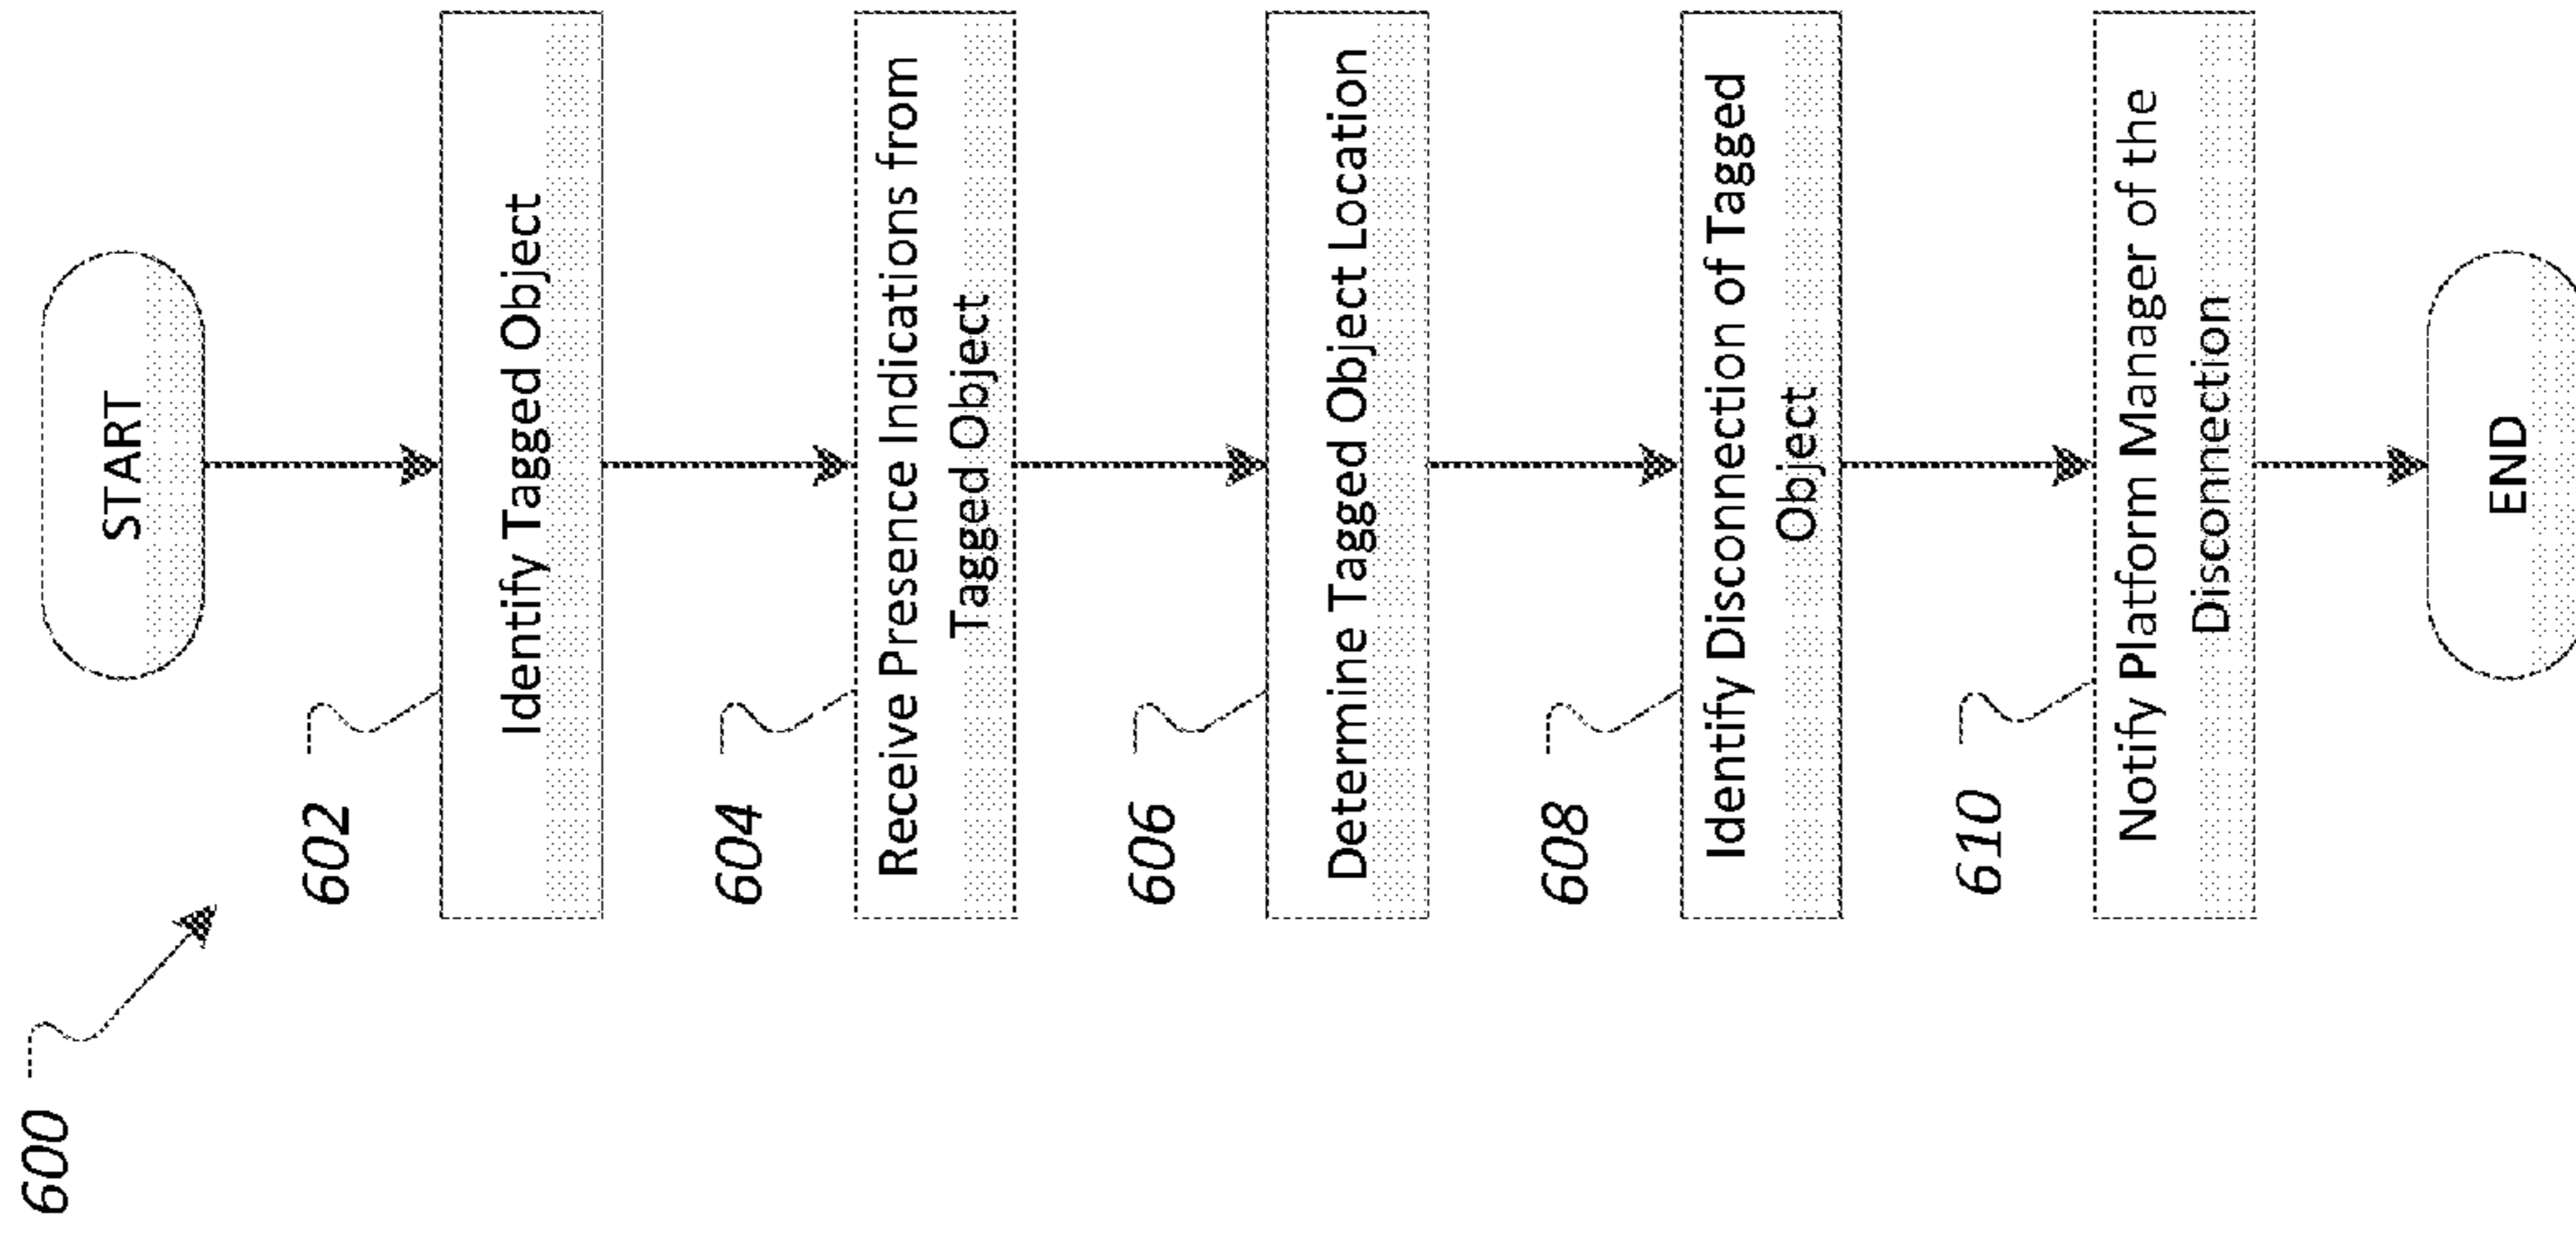 600
START
602
Identify Tagged Object
604
Receive Presence Indications from
Tagged Object
606
Determine Tagged Object Location
608
Identify Disconnection of Tagged
Object
610
Notify Platform Manager of the
Disconnection
END